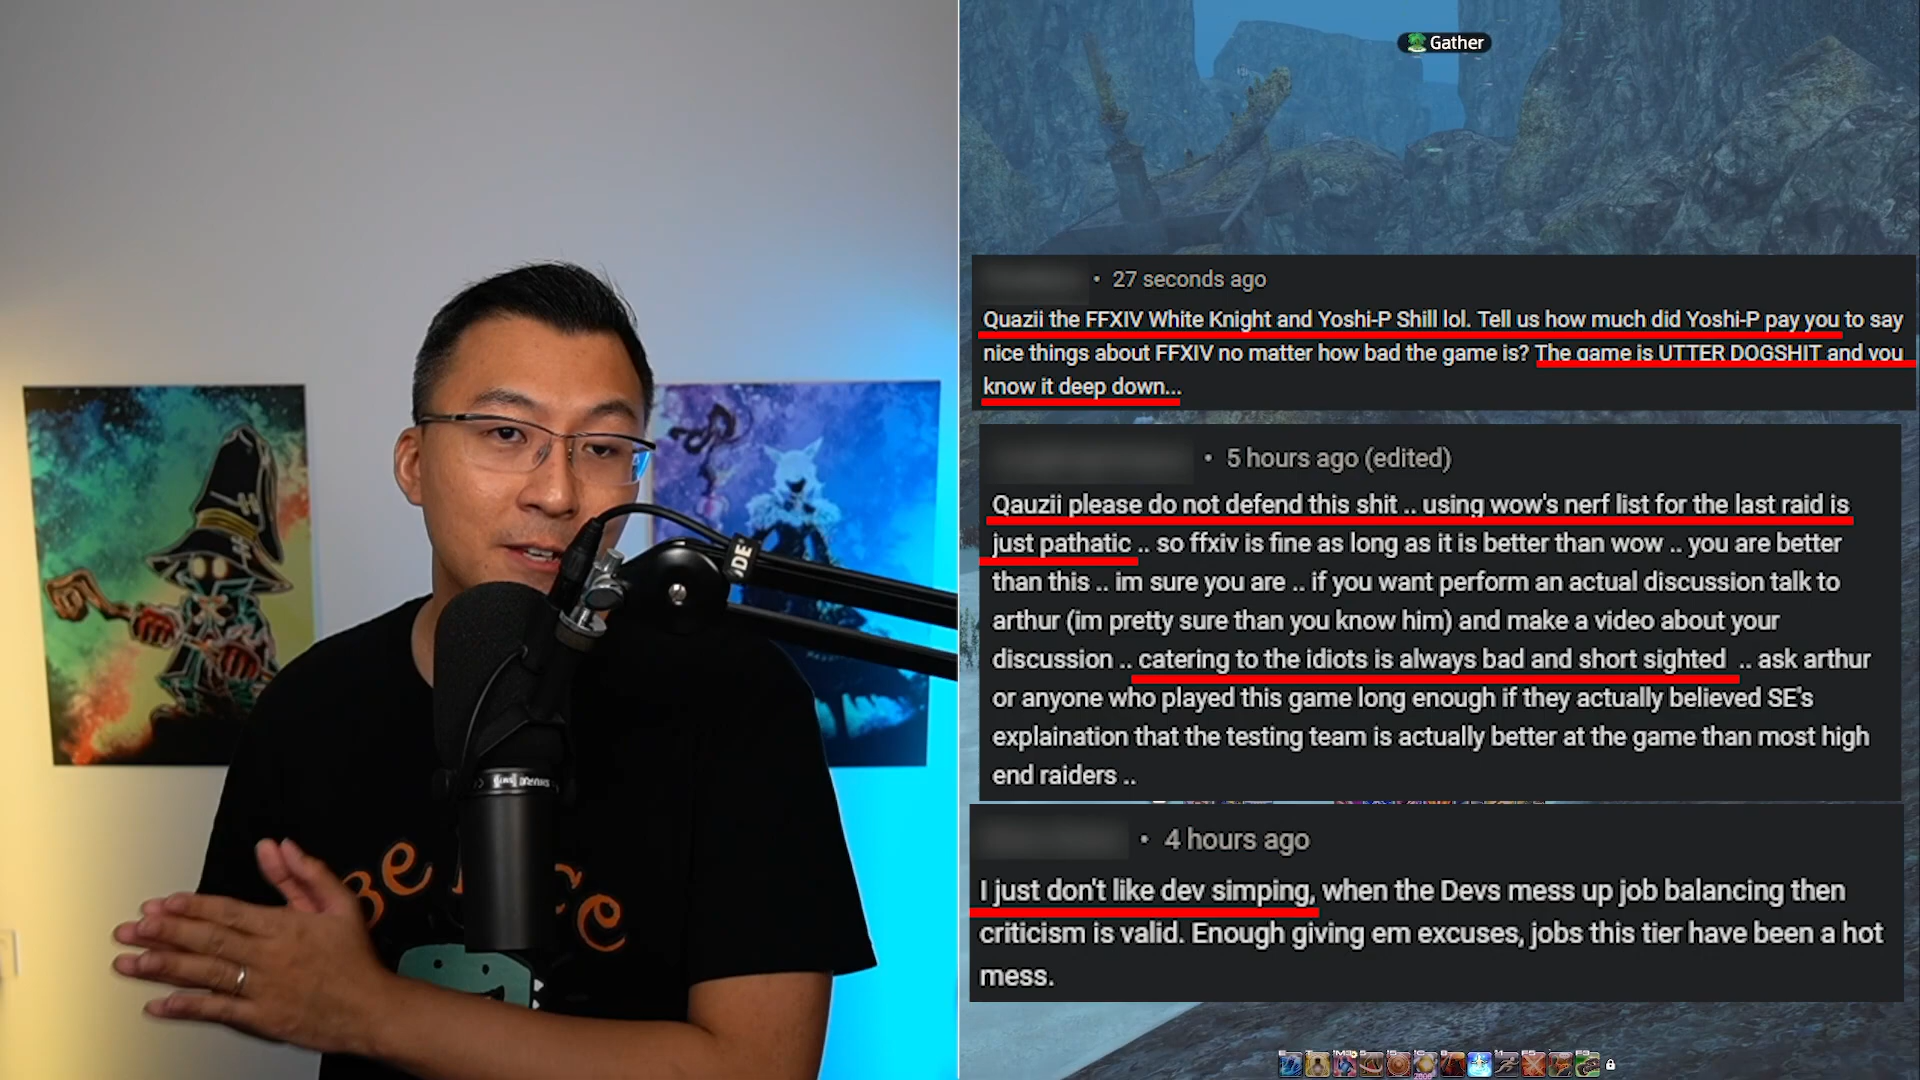 Gather
• 27 seconds ago
Quazii the FFXIV White Knight and Yoshi-P Shill lol. Tell us how much did Yoshi-P pay you to say
nice things about FFXIV no matter how bad the game is? The game is UTTER DOGSHIT and you
know it deep down...
• 5 hours ago (edited)
Qauzii please do not defend this shit .. using wow's nerf list for the last raid is
just pathatic .. so ffxiv is fine as long as it is better than wow .. you are better
than this .. im sure you are .. if you want perform an actual discussion talk to
arthur (im pretty sure than you know him) and make a video about your
discussion .. catering to the idiots is always bad and short sighted .. ask arthur
or anyone who played this game long enough if they actually believed SE's
explaination that the testing team is actually better at the game than most high
end raiders ..
• 4 hours ago
I just don't like dev simping, when the Devs mess up job balancing then
criticism is valid. Enough giving em excuses, jobs this tier have been a hot
mess.